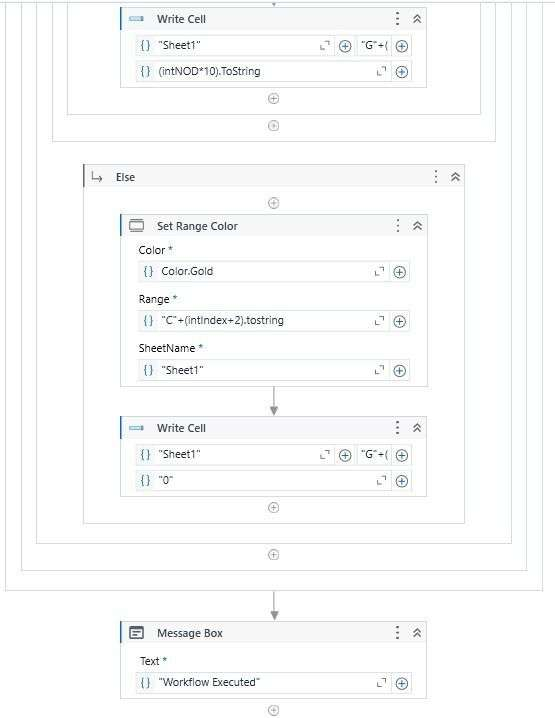 Write Cell
"Sheet1" "G"+(
(intNOD*10).ToString
Else
Set Range Color
Color *
Color.Gold
Range *
"C"+(intIndex+2).tostring
SheetName *
"Sheet1"
Write Cell
"Sheet1" "G"+(
"0"
Message Box
Text *
"Workflow Executed"